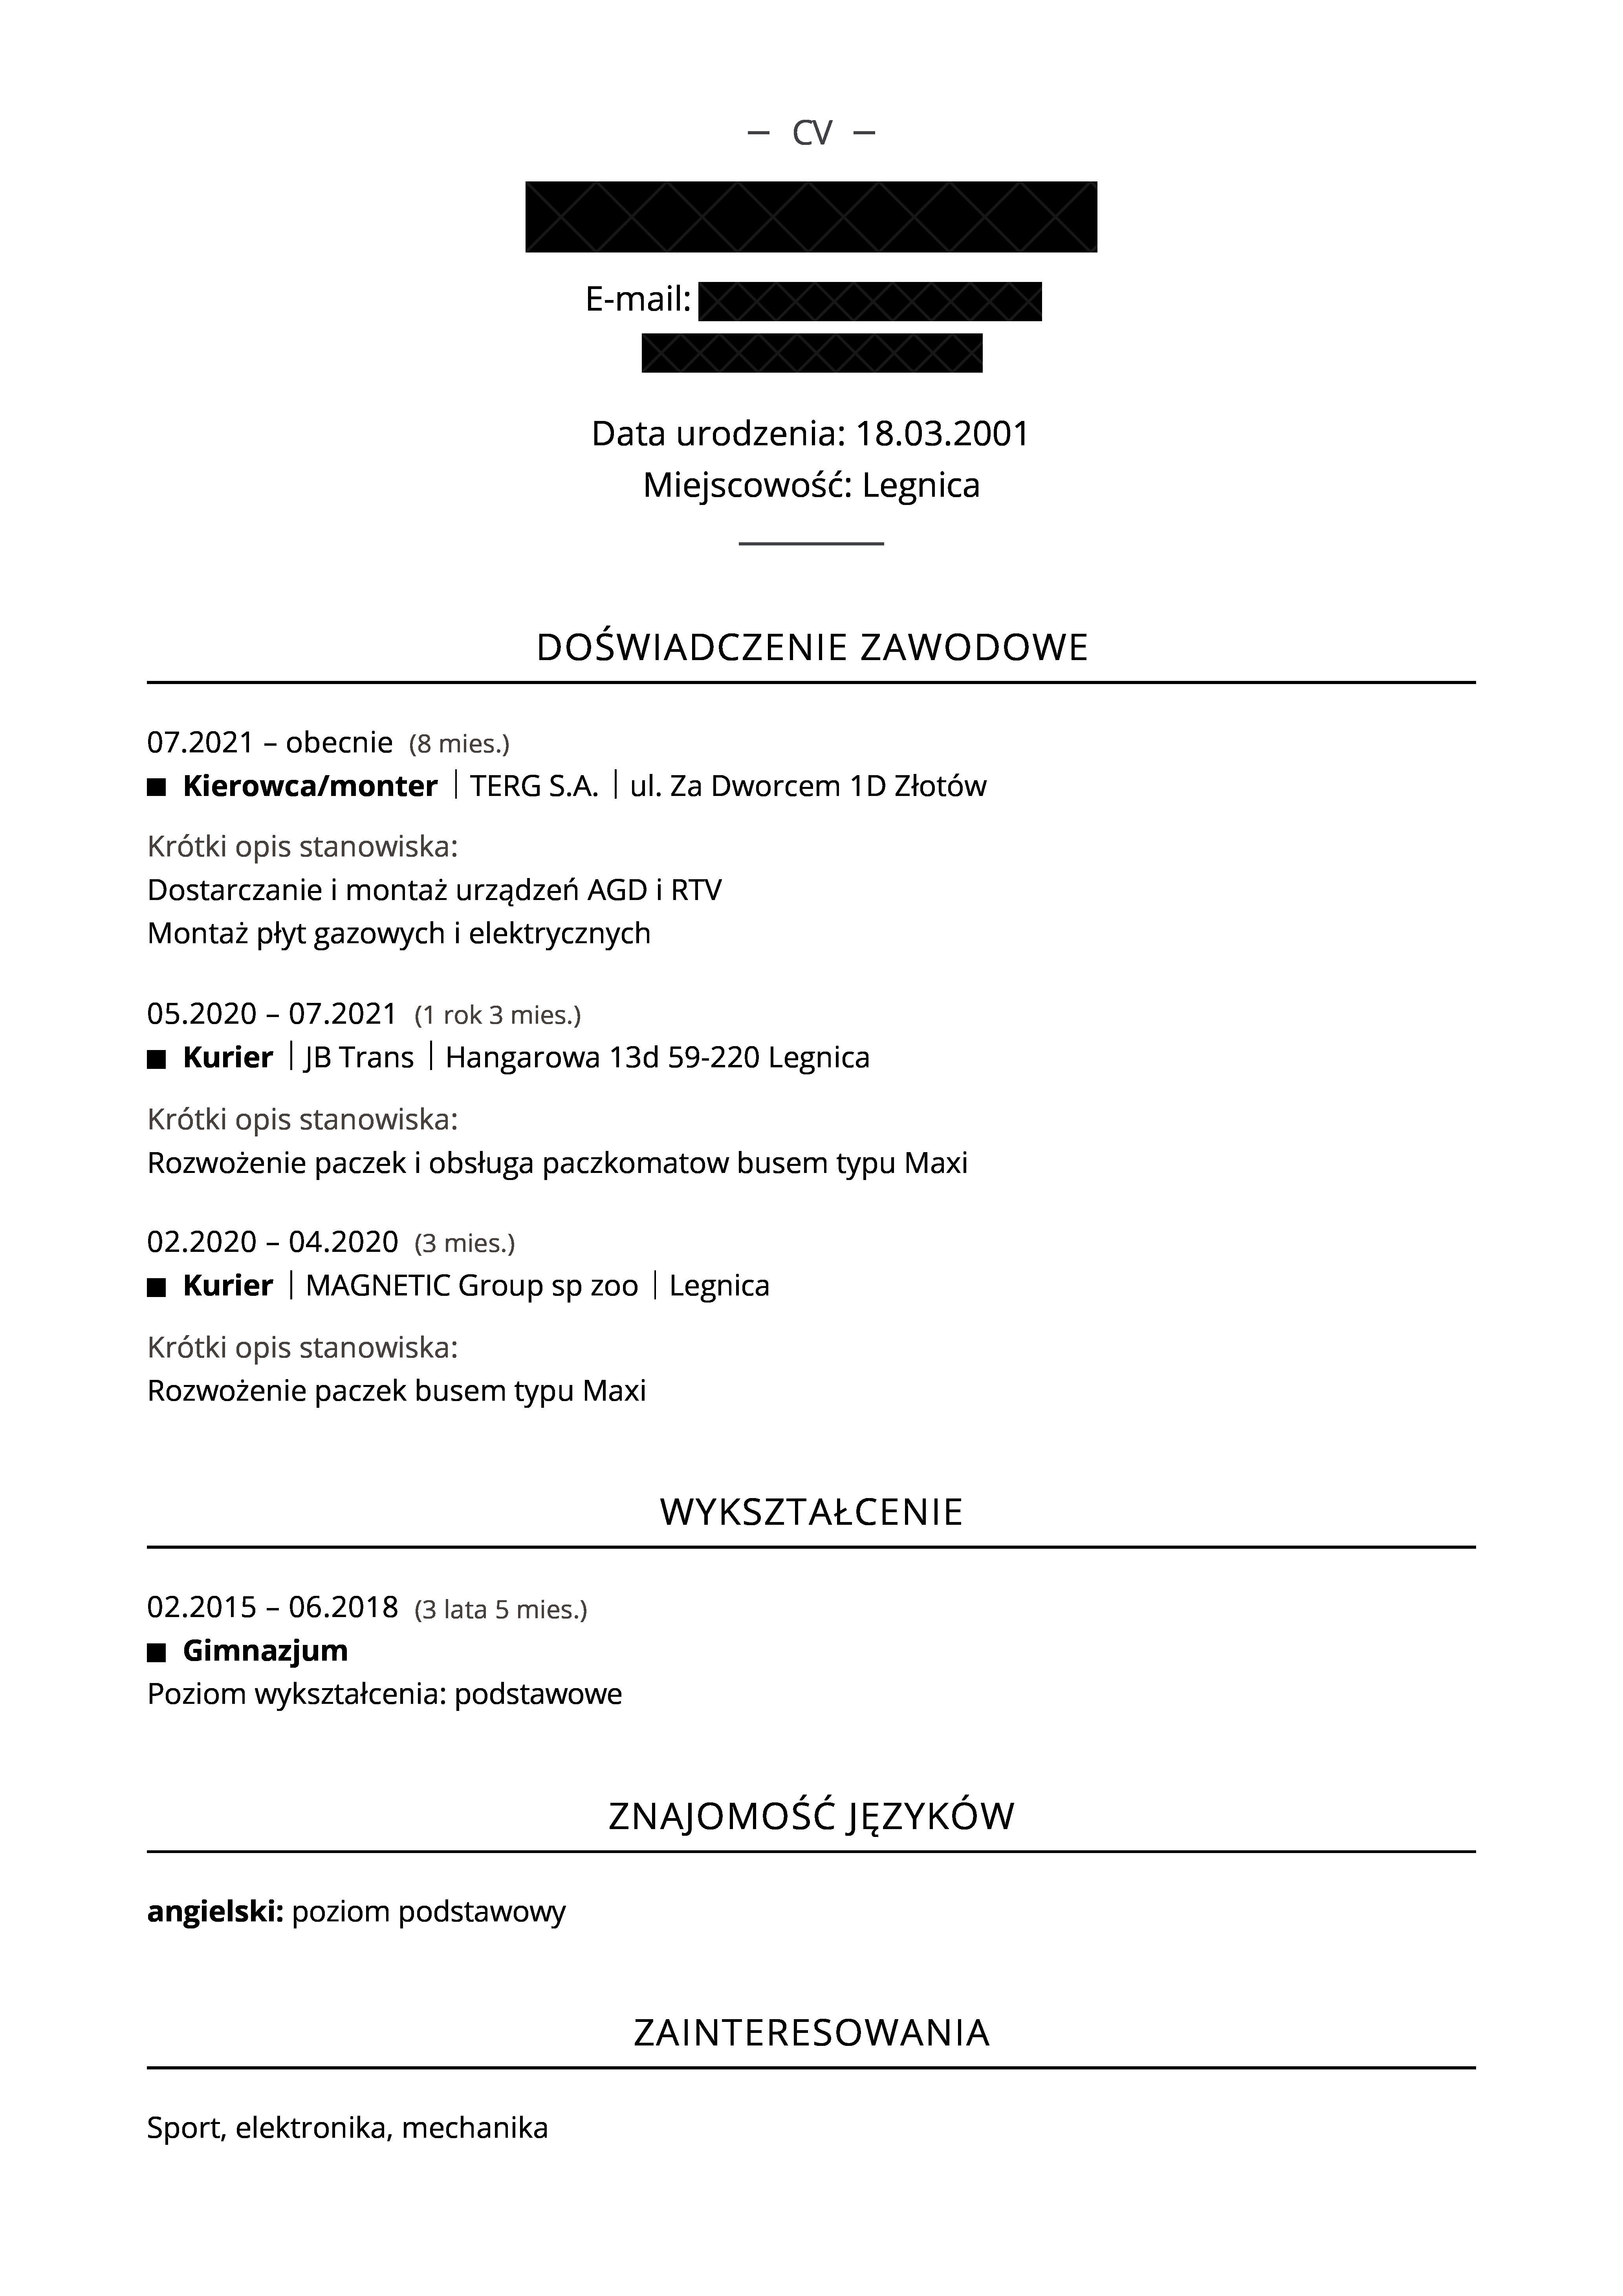 – CV –
E-mail:
Data urodzenia: 18.03.2001
Miejscowość: Legnica
DOŚWIADCZENIE ZAWODOWE
07.2021 – obecnie (8 mies.)
■ Kierowca/monter | TERG S.A. | ul. Za Dworcem 1D Złotów
Krótki opis stanowiska:
Dostarczanie i montaż urządzeń AGD i RTV
Montaż płyt gazowych i elektrycznych
05.2020 – 07.2021 (1 rok 3 mies.)
■ Kurier | JB Trans | Hangarowa 13d 59-220 Legnica
Krótki opis stanowiska:
Rozwożenie paczek i obsługa paczkomatow busem typu Maxi
02.2020 – 04.2020 (3 mies.)
■ Kurier | MAGNETIC Group sp zoo | Legnica
Krótki opis stanowiska:
Rozwożenie paczek busem typu Maxi
WYKSZTAŁCENIE
02.2015 – 06.2018 (3 lata 5 mies.)
■ Gimnazjum
Poziom wykształcenia: podstawowe
ZNAJOMOŚĆ JĘZYKÓW
angielski: poziom podstawowy
ZAINTERESOWANIA
Sport, elektronika, mechanika